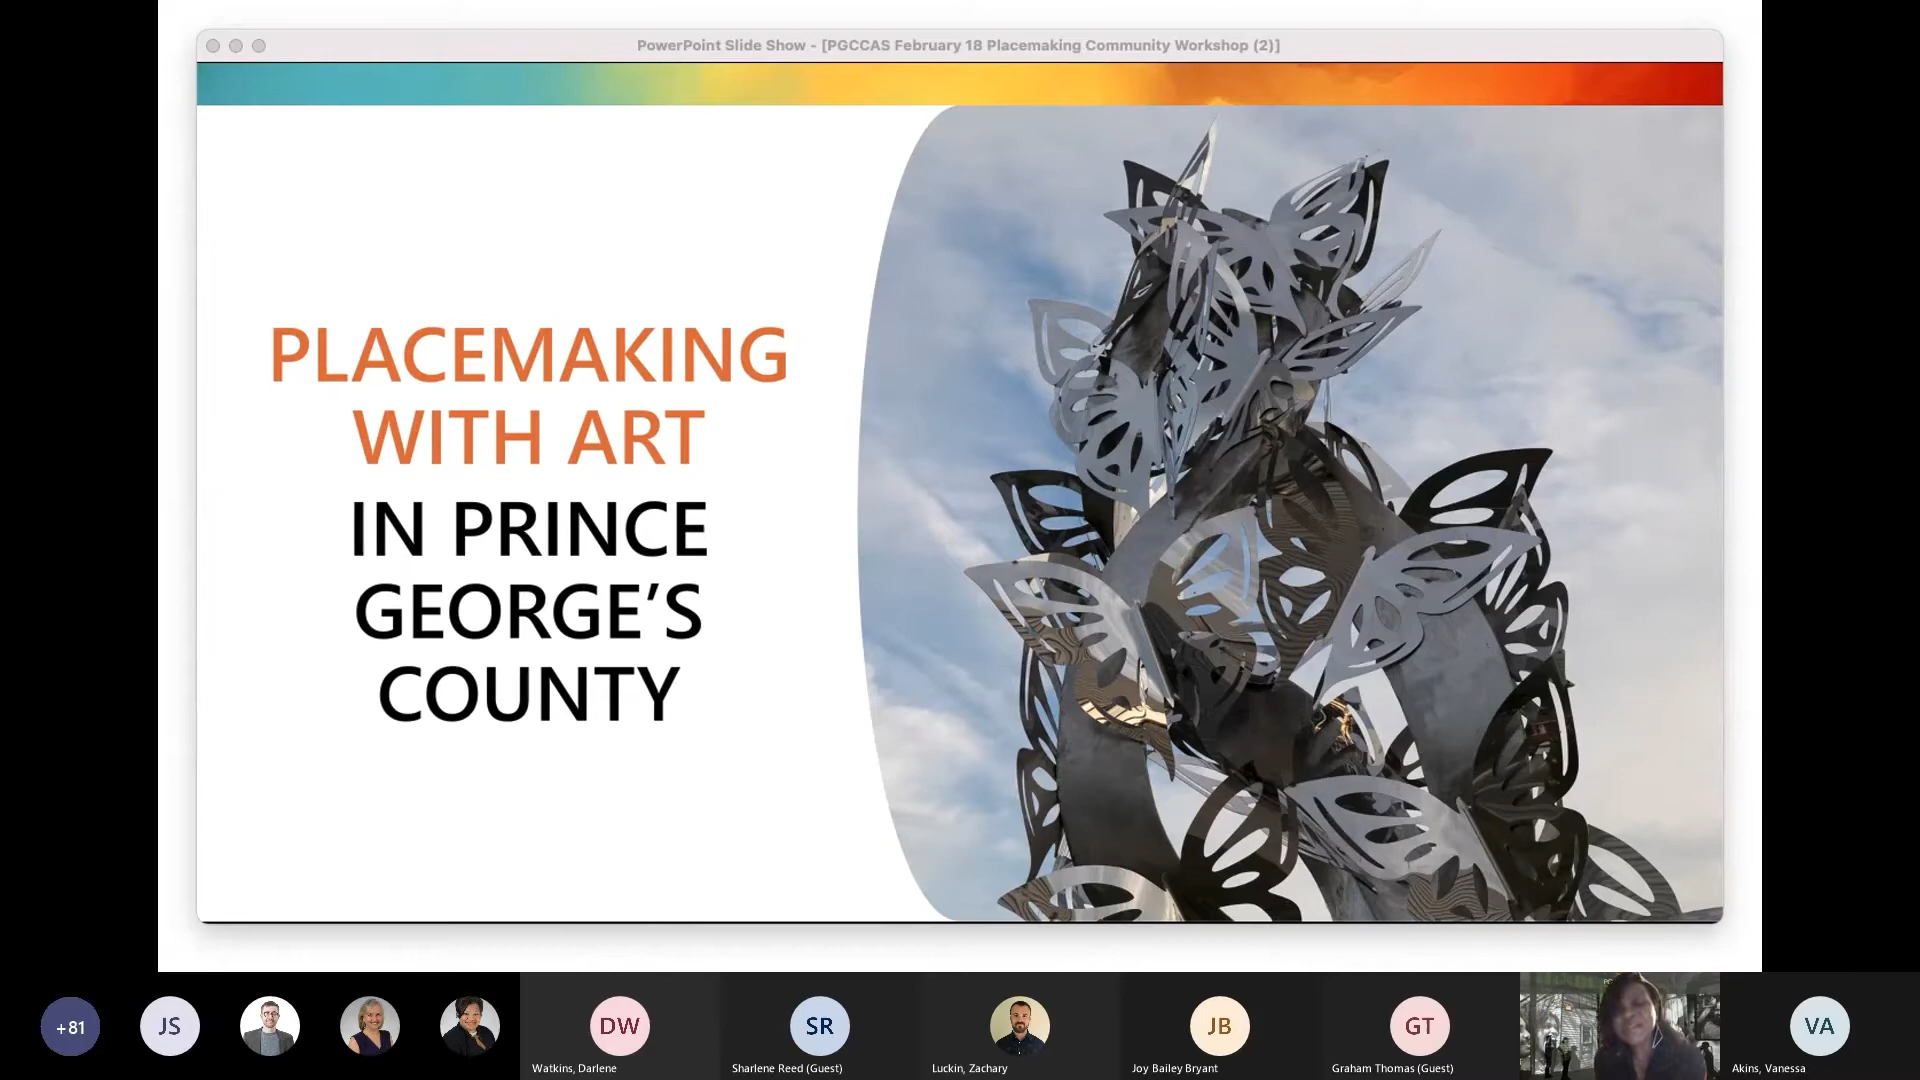 PowerPoint Slide Show - [PGCCAS February 18 Placemaking Community Workshop (2)]
PLACEMAKING
WITH ART
IN PRINCE
GEORGE’S
COUNTY
+81
JS
DW
SR
JB
GT
VA
Watkins, Darlene
Sharlene Reed (Guest)
Luckin, Zachary
Joy Bailey Bryant
Graham Thomas (Guest)
Akins, Vanessa